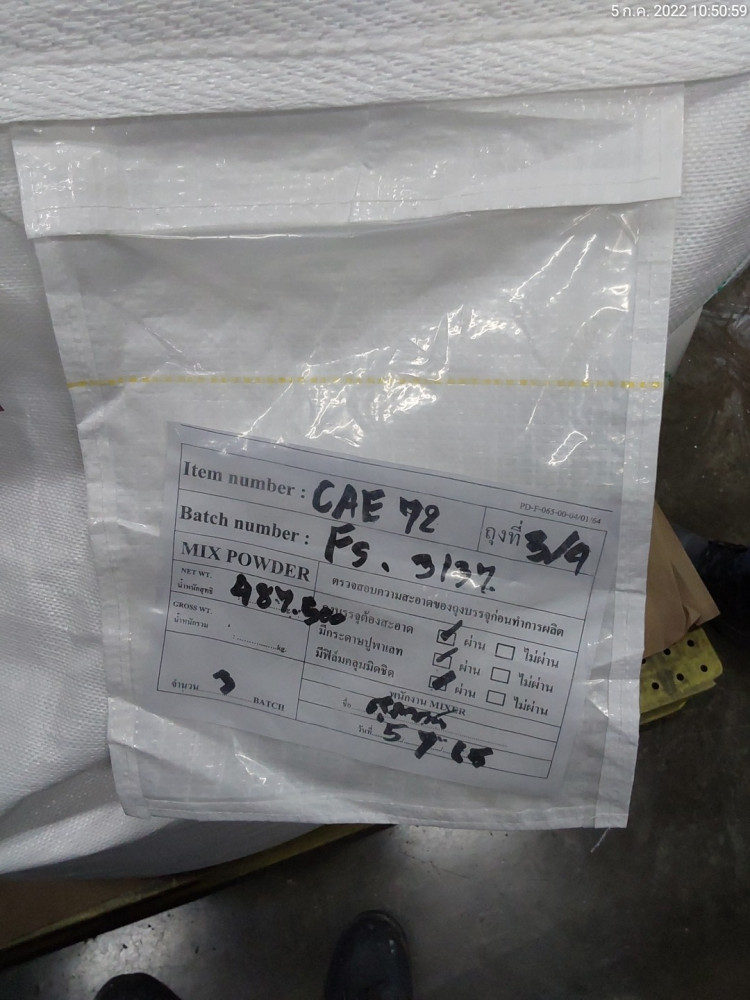 5 ก.ค. 2022 10:50:59
PD-F-065-00-04/01/64
Item number : CAE 72
ถุงที่ 3/9
Batch number : FS. 3137.
MIX POWDER
ตรวจสอบความสะอาดของถุงบรรจุก่อนทำการผลิต
NET WT.
น้ำหนักสุทธิ 487.500
ถุงบรรจุต้องสะอาด ผ่าน ไม่ผ่าน
GROSS WT.
น้ำหนักรวม kg.
มีกระดาษปูพาเลท ผ่าน ไม่ผ่าน
มีฟิล์มคลุมมิดชิด ผ่าน ไม่ผ่าน
จำนวน 3 BATCH
พนักงาน MIXER
ชื่อ
วันที่ 5 7 65